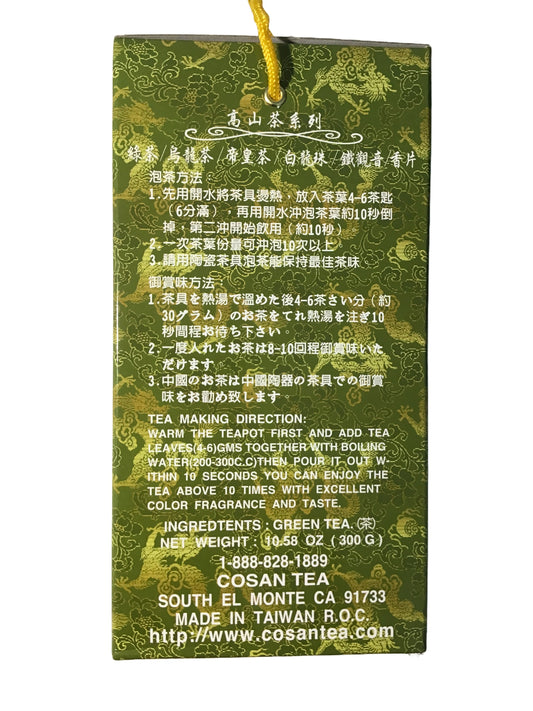 高山茶系列
綠茶/烏龍茶/帝皇茶/白龍珠/鐵觀音/香片
泡茶方法：
1.先用開水將茶具燙熱，放入茶葉4-6茶匙
（6分滿），再用開水沖泡茶葉約10秒倒
掉，第二沖開始飲用（約10秒）
2.一次茶葉份量可沖泡10次以上
3.請用陶瓷茶具泡茶能保持最佳茶味
御賞味方法：
1.茶具を熱湯で溫めた後4-6茶さい分（約
30グラム）のお茶をてれ熱湯を注ぎ10
秒間程お待ち下さい
2.一度入れたお茶は8-10回程御賞味いた
だけます
3.中國のお茶は中國陶器の茶具での御賞
味をお勧め致します。
TEA MAKING DIRECTION:
WARM THE TEAPOT FIRST AND ADD TEA
LEAVES(4-6)GMS TOGETHER WITH BOILING
WATER(200-300C.C)THEN POUR IT OUT W-
ITHIN 10 SECONDS YOU CAN ENJOY THE
TEA ABOVE 10 TIMES WITH EXCELLENT
COLOR FRAGRANCE AND TASTE.
INGREDTENTS : GREEN TEA. (茶)
NET WEIGHT : 10.58 OZ (300 G)
1-888-828-1889
COSAN TEA
SOUTH EL MONTE CA 91733
MADE IN TAIWAN R.O.C.
http://www.cosantea.com